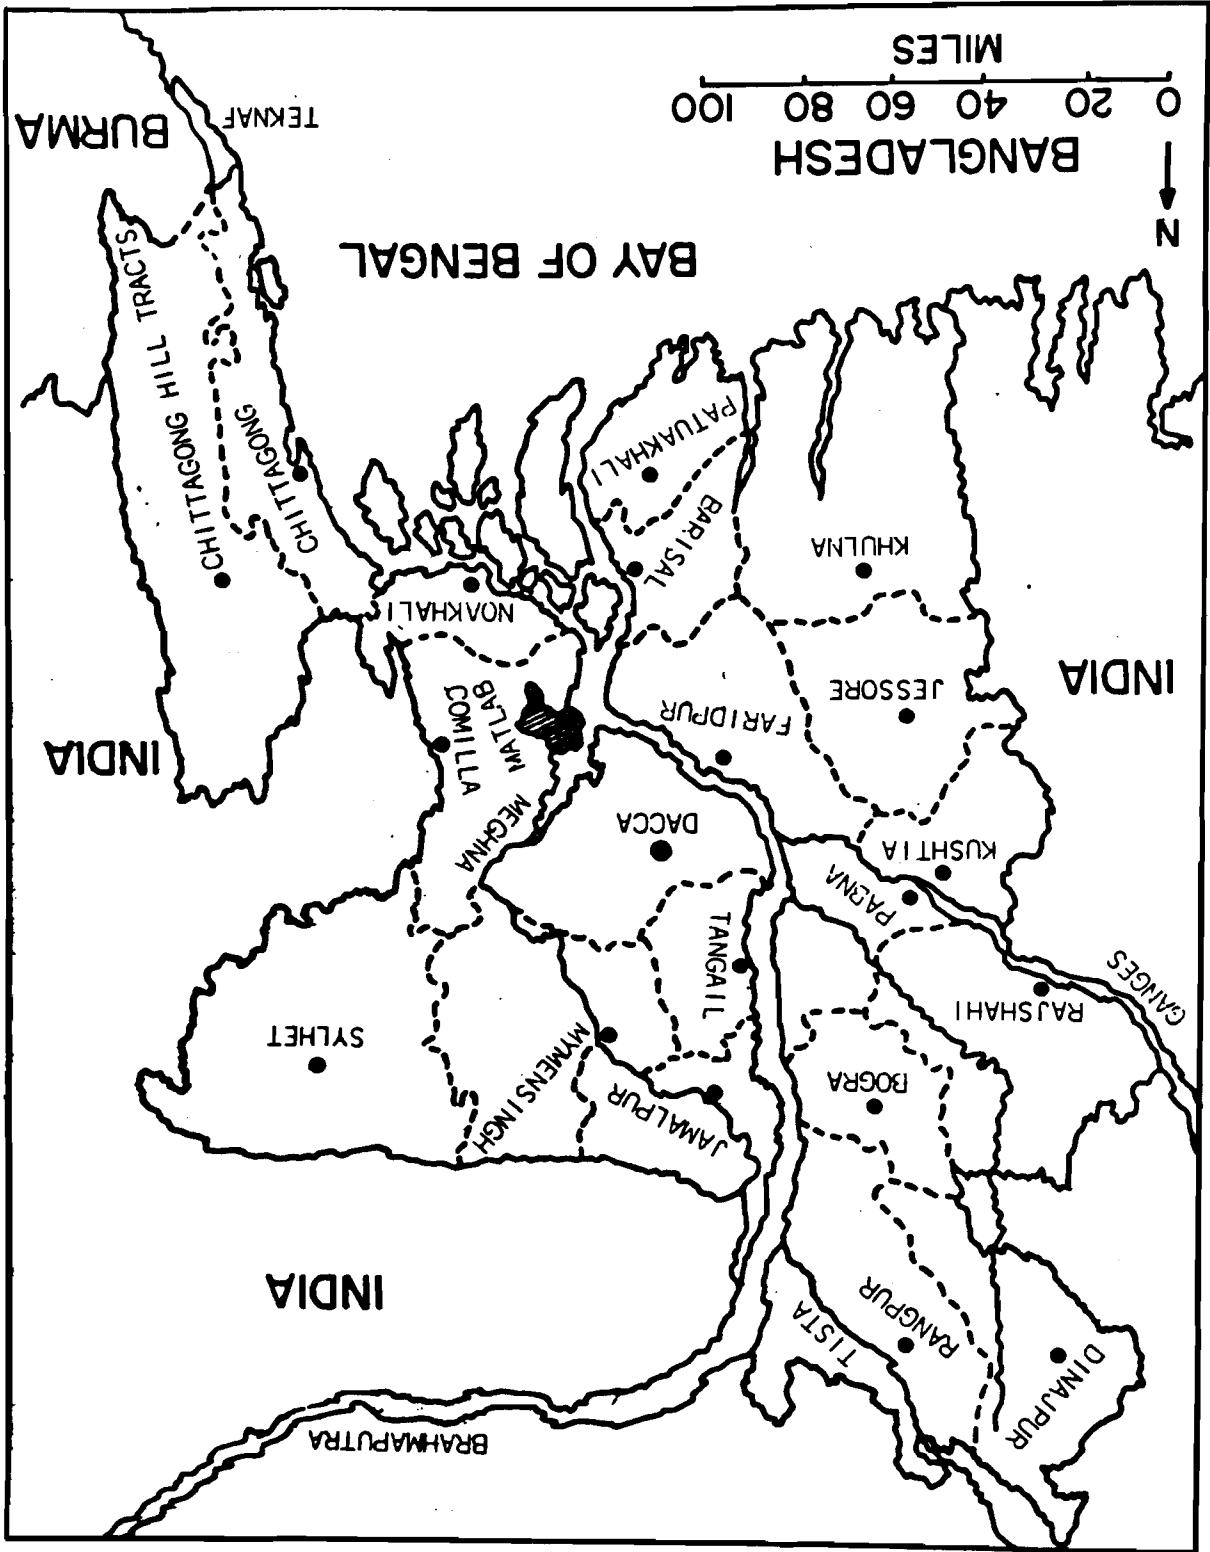 DINAJPUR
RANGPUR
TISTA
BRAHMAPUTRA
INDIA
BOGRA
JAMALPUR
MYMENSINGH
SYLHET
RAJSHAHI
GANGES
TANGAIL
PABNA
KUSHTIA
DACCA
MEGHNA
INDIA
FARIDPUR
MATLAB
COMILLA
JESSORE
INDIA
NOAKHALI
KHULNA
BARISAL
PATUAKHALI
CHITTAGONG
CHITTAGONG HILL TRACTS
BAY OF BENGAL
N
BANGLADESH
0 20 40 60 80 100
MILES
TEKNAF
BURMA